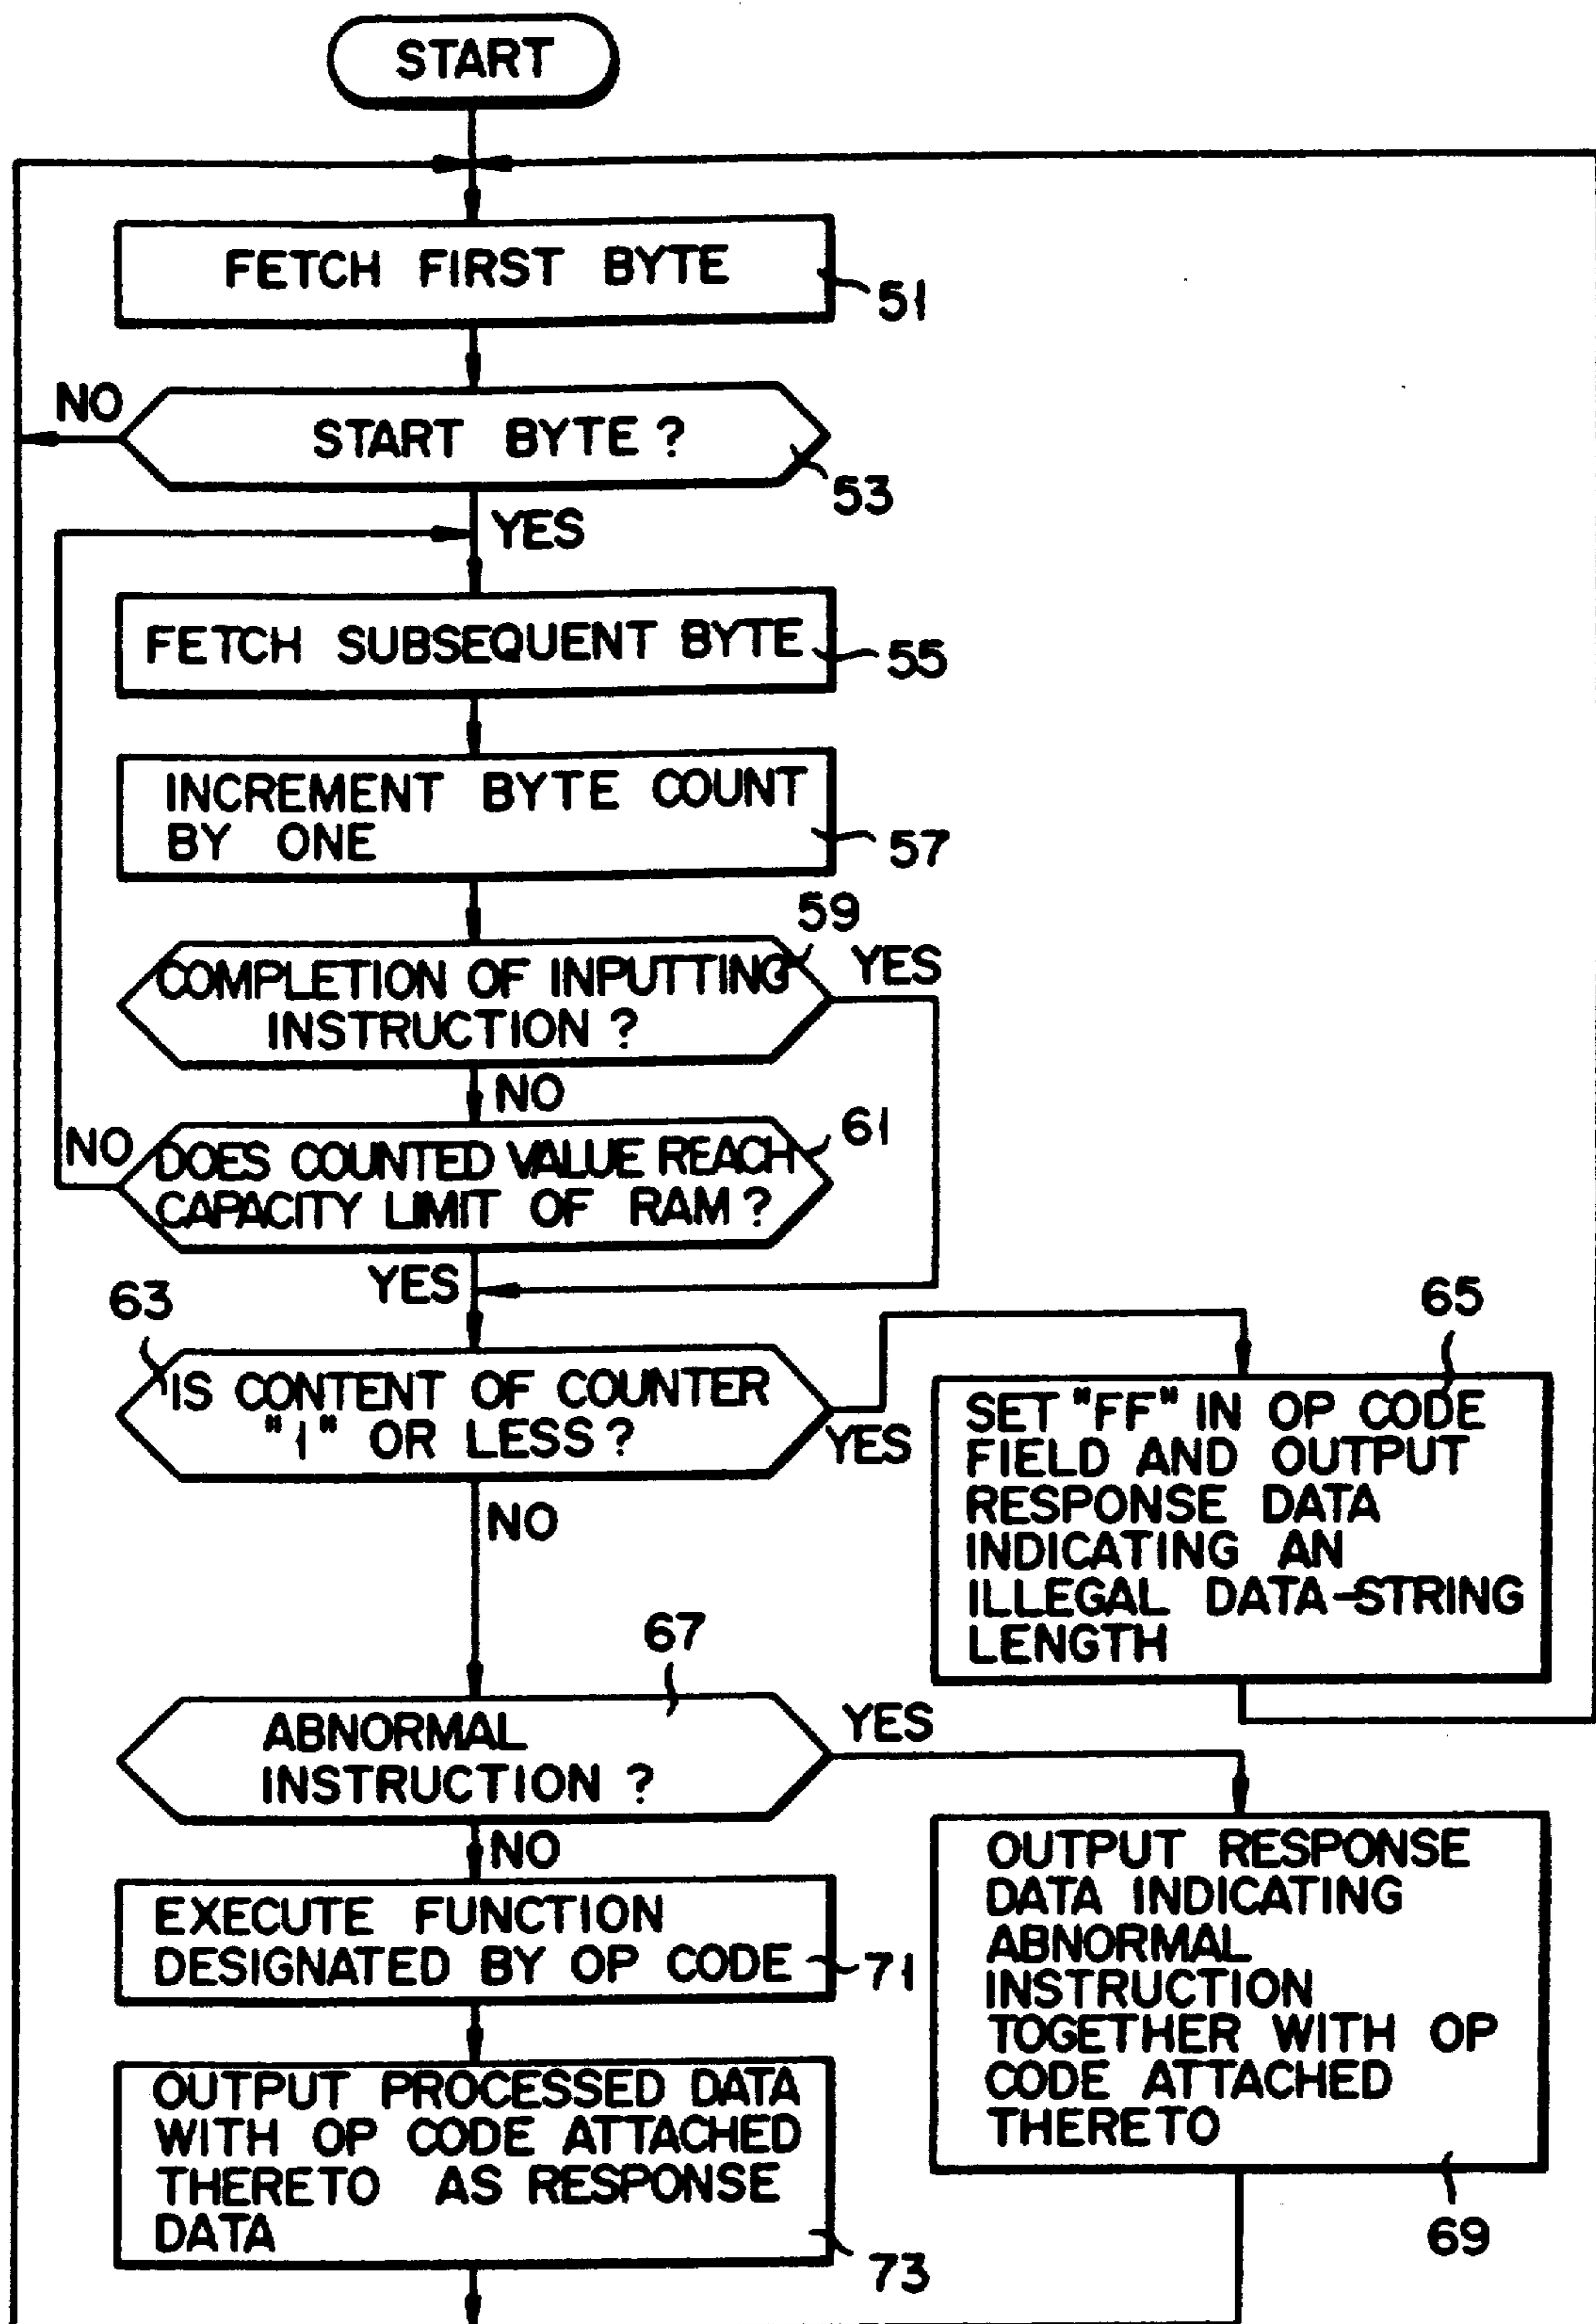 START
FETCH FIRST BYTE
51
NO
START BYTE ?
53
YES
FETCH SUBSEQUENT BYTE
55
INCREMENT BYTE COUNT
BY ONE
57
59
COMPLETION OF INPUTTING
INSTRUCTION ?
YES
NO
61
NO
DOES COUNTED VALUE REACH
CAPACITY LIMIT OF RAM ?
YES
63
IS CONTENT OF COUNTER
"1" OR LESS ?
YES
NO
65
SET "FF" IN OP CODE
FIELD AND OUTPUT
RESPONSE DATA
INDICATING AN
ILLEGAL DATA-STRING
LENGTH
67
ABNORMAL
INSTRUCTION ?
YES
NO
OUTPUT RESPONSE
DATA INDICATING
ABNORMAL
INSTRUCTION
TOGETHER WITH OP
CODE ATTACHED
THERETO
69
EXECUTE FUNCTION
DESIGNATED BY OP CODE
71
OUTPUT PROCESSED DATA
WITH OP CODE ATTACHED
THERETO AS RESPONSE
DATA
73